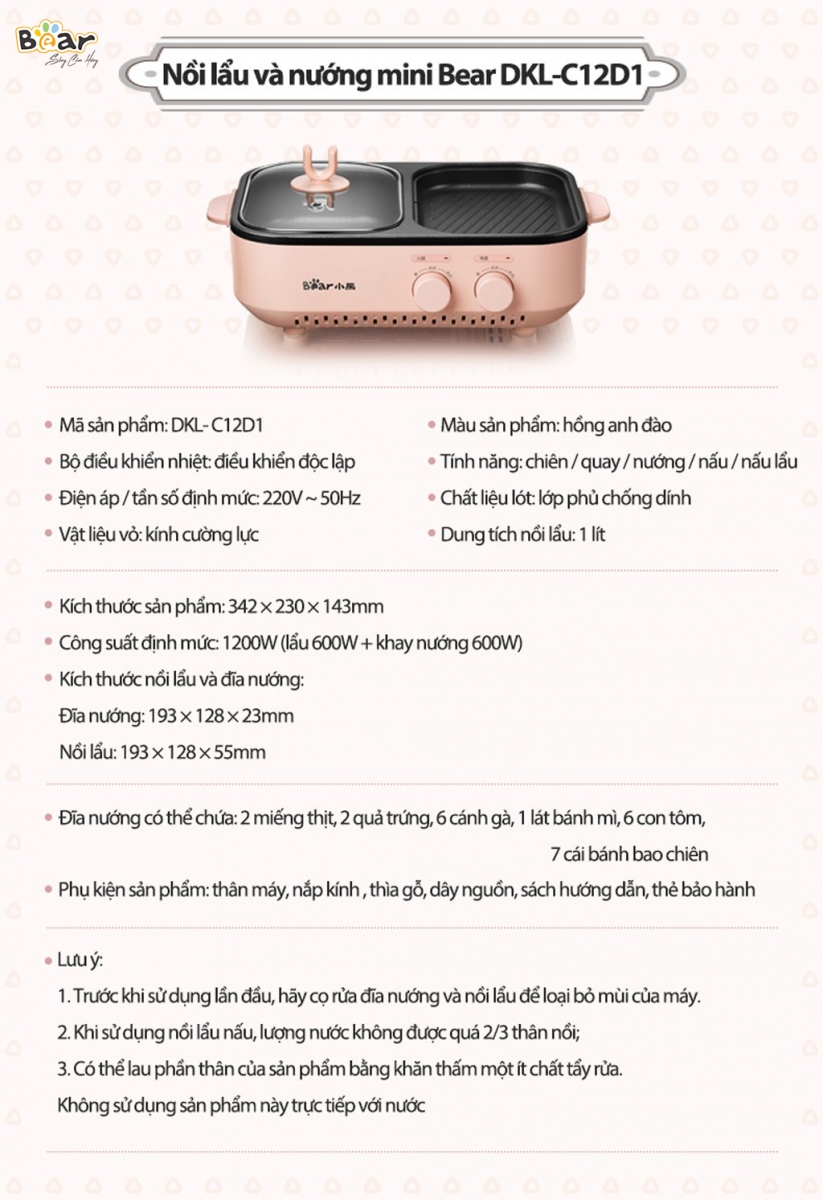 Bear
Sống Cân Hứng
Nồi lẩu và nướng mini Bear DKL-C12D1
Bear小熊
Mã sản phẩm: DKL- C12D1
Màu sản phẩm: hồng anh đào
Bộ điều khiển nhiệt: điều khiển độc lập
Tính năng: chiên / quay / nướng / nấu / nấu lẩu
Điện áp / tần số định mức: 220V ~ 50Hz
Chất liệu lót: lớp phủ chống dính
Vật liệu vỏ: kính cường lực
Dung tích nồi lẩu: 1 lít
Kích thước sản phẩm: 342 × 230 × 143mm
Công suất định mức: 1200W (lẩu 600W + khay nướng 600W)
Kích thước nồi lẩu và đĩa nướng:
Đĩa nướng: 193 × 128 × 23mm
Nồi lẩu: 193 × 128 × 55mm
Đĩa nướng có thể chứa: 2 miếng thịt, 2 quả trứng, 6 cánh gà, 1 lát bánh mì, 6 con tôm,
7 cái bánh bao chiên
Phụ kiện sản phẩm: thân máy, nắp kính , thìa gỗ, dây nguồn, sách hướng dẫn, thẻ bảo hành
Lưu ý:
1. Trước khi sử dụng lần đầu, hãy cọ rửa đĩa nướng và nồi lẩu để loại bỏ mùi của máy.
2. Khi sử dụng nồi lẩu nấu, lượng nước không được quá 2/3 thân nồi;
3. Có thể lau phần thân của sản phẩm bằng khăn thấm một ít chất tẩy rửa.
Không sử dụng sản phẩm này trực tiếp với nước